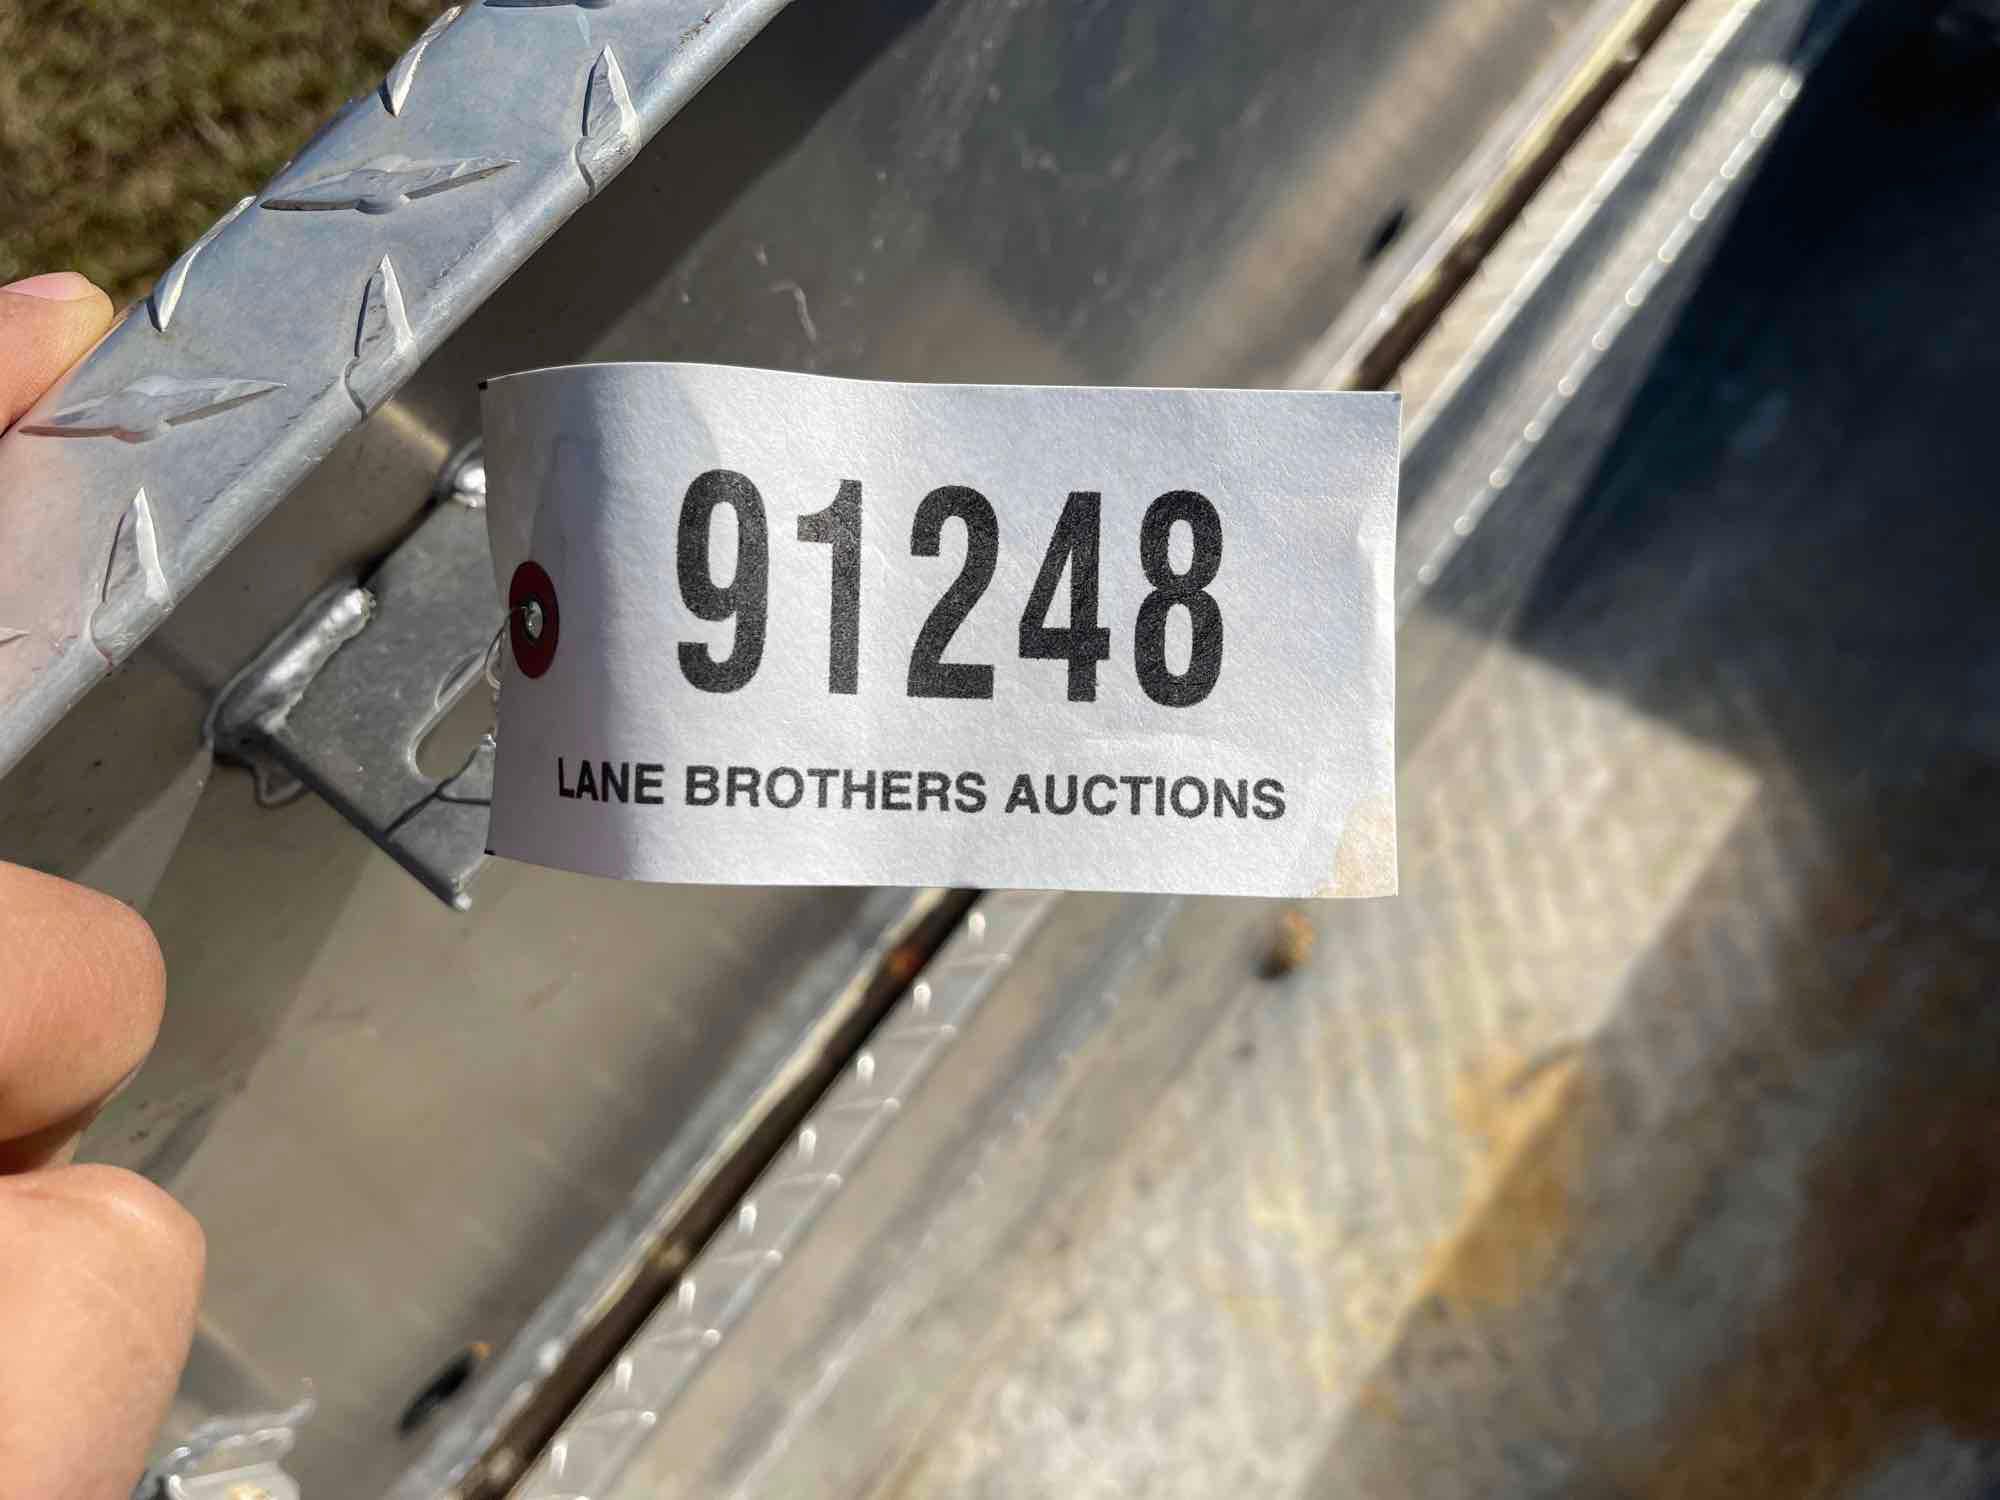 91248
LANE BROTHERS AUCTIONS